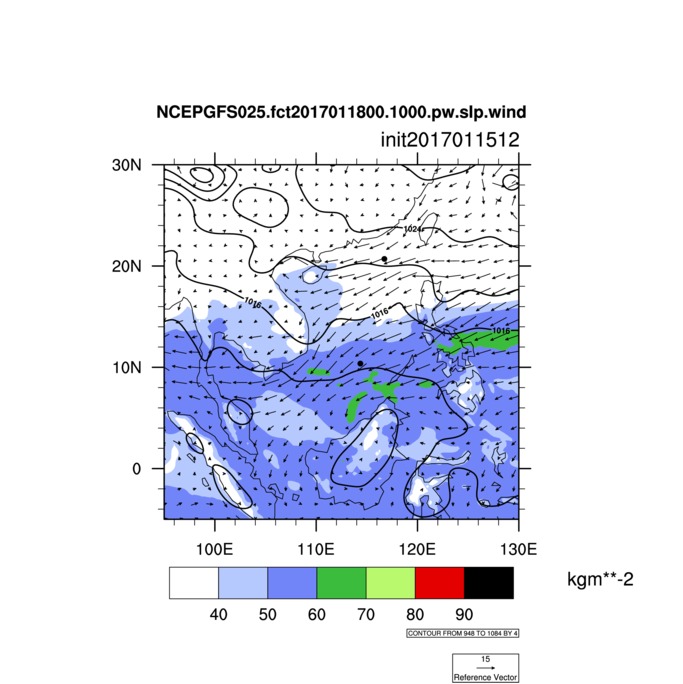 NCEPGFS025.fct2017011800.1000.pw.slp.wind
init2017011512
30N
1024
20N
1016
1016
1016
10N
0
100E 110E 120E 130E
kgm**-2
40 50 60 70 80 90
CONTOUR FROM 948 TO 1084 BY 4
15
Reference Vector